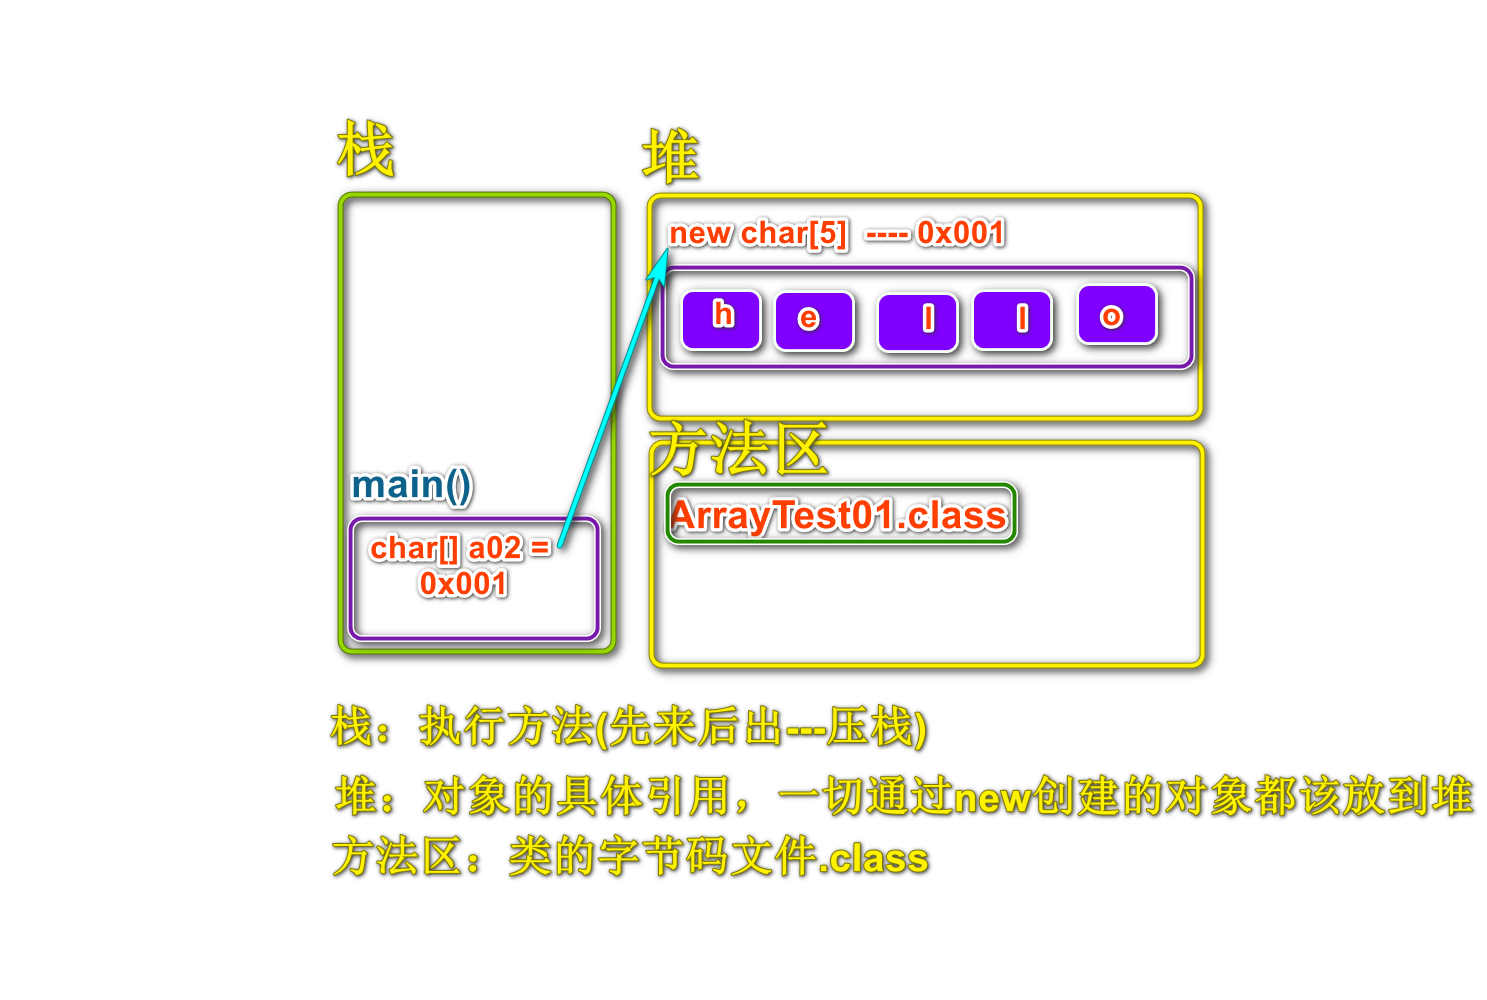 栈
堆
new char[5] ---- 0x001
h e l l o
方法区
ArrayTest01.class
main()
char[] a02 =
0x001
栈：执行方法(先来后出---压栈)
堆：对象的具体引用，一切通过new创建的对象都该放到堆
方法区：类的字节码文件.class